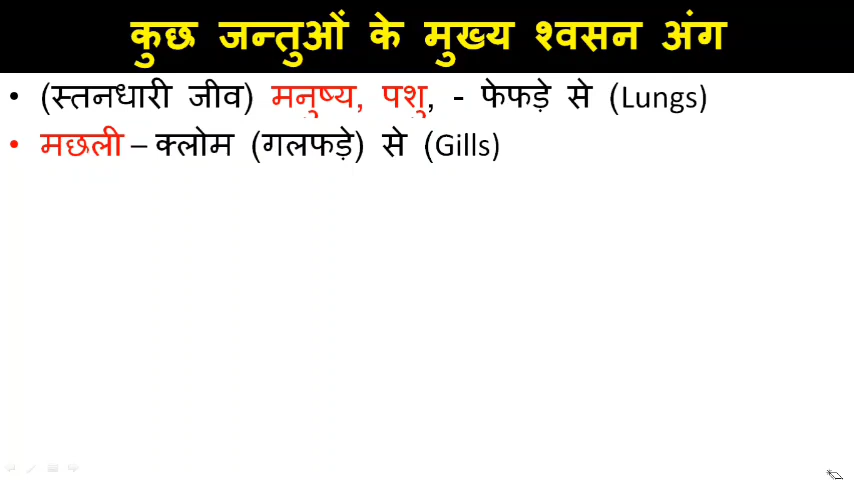 कुछ जन्तुओं के मुख्य श्वसन अंग
• (स्तनधारी जीव) मनुष्य, पशु, - फेफड़े से (Lungs)
• मछली – क्लोम (गलफड़े) से (Gills)